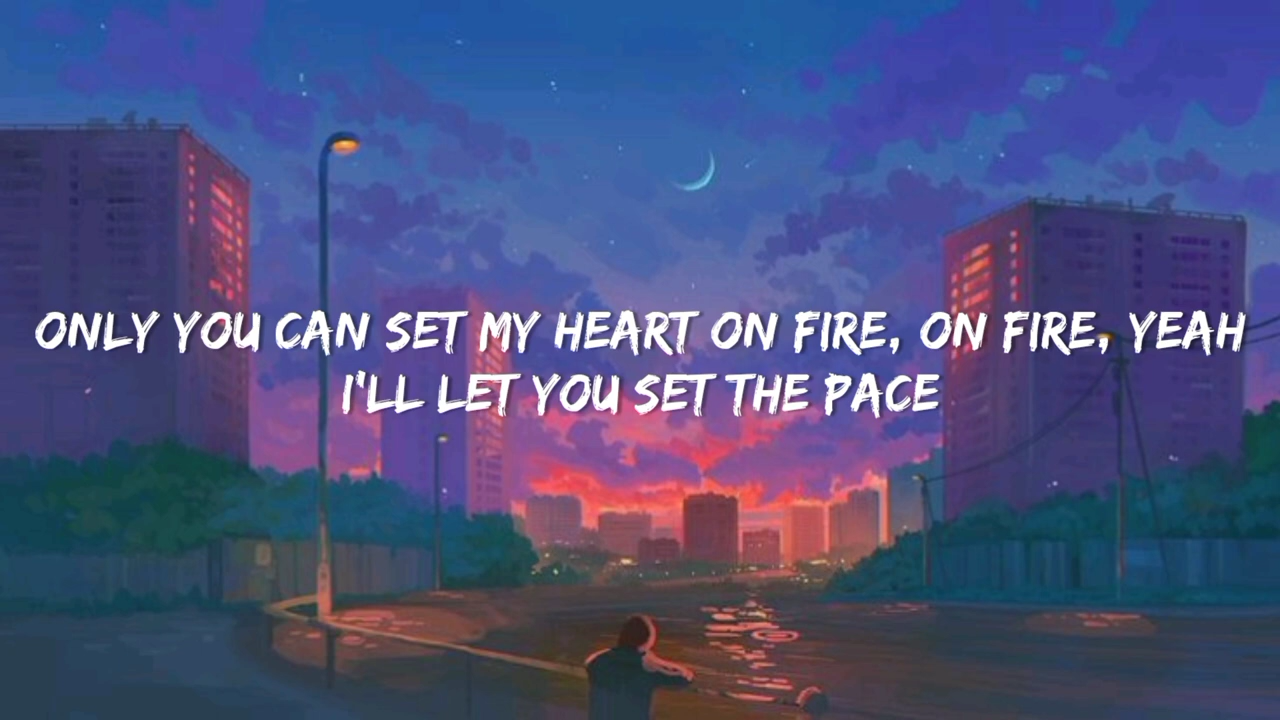 ONLY YOU CAN SET MY HEART ON FIRE, ON FIRE, YEAH
I'LL LET YOU SET THE PACE